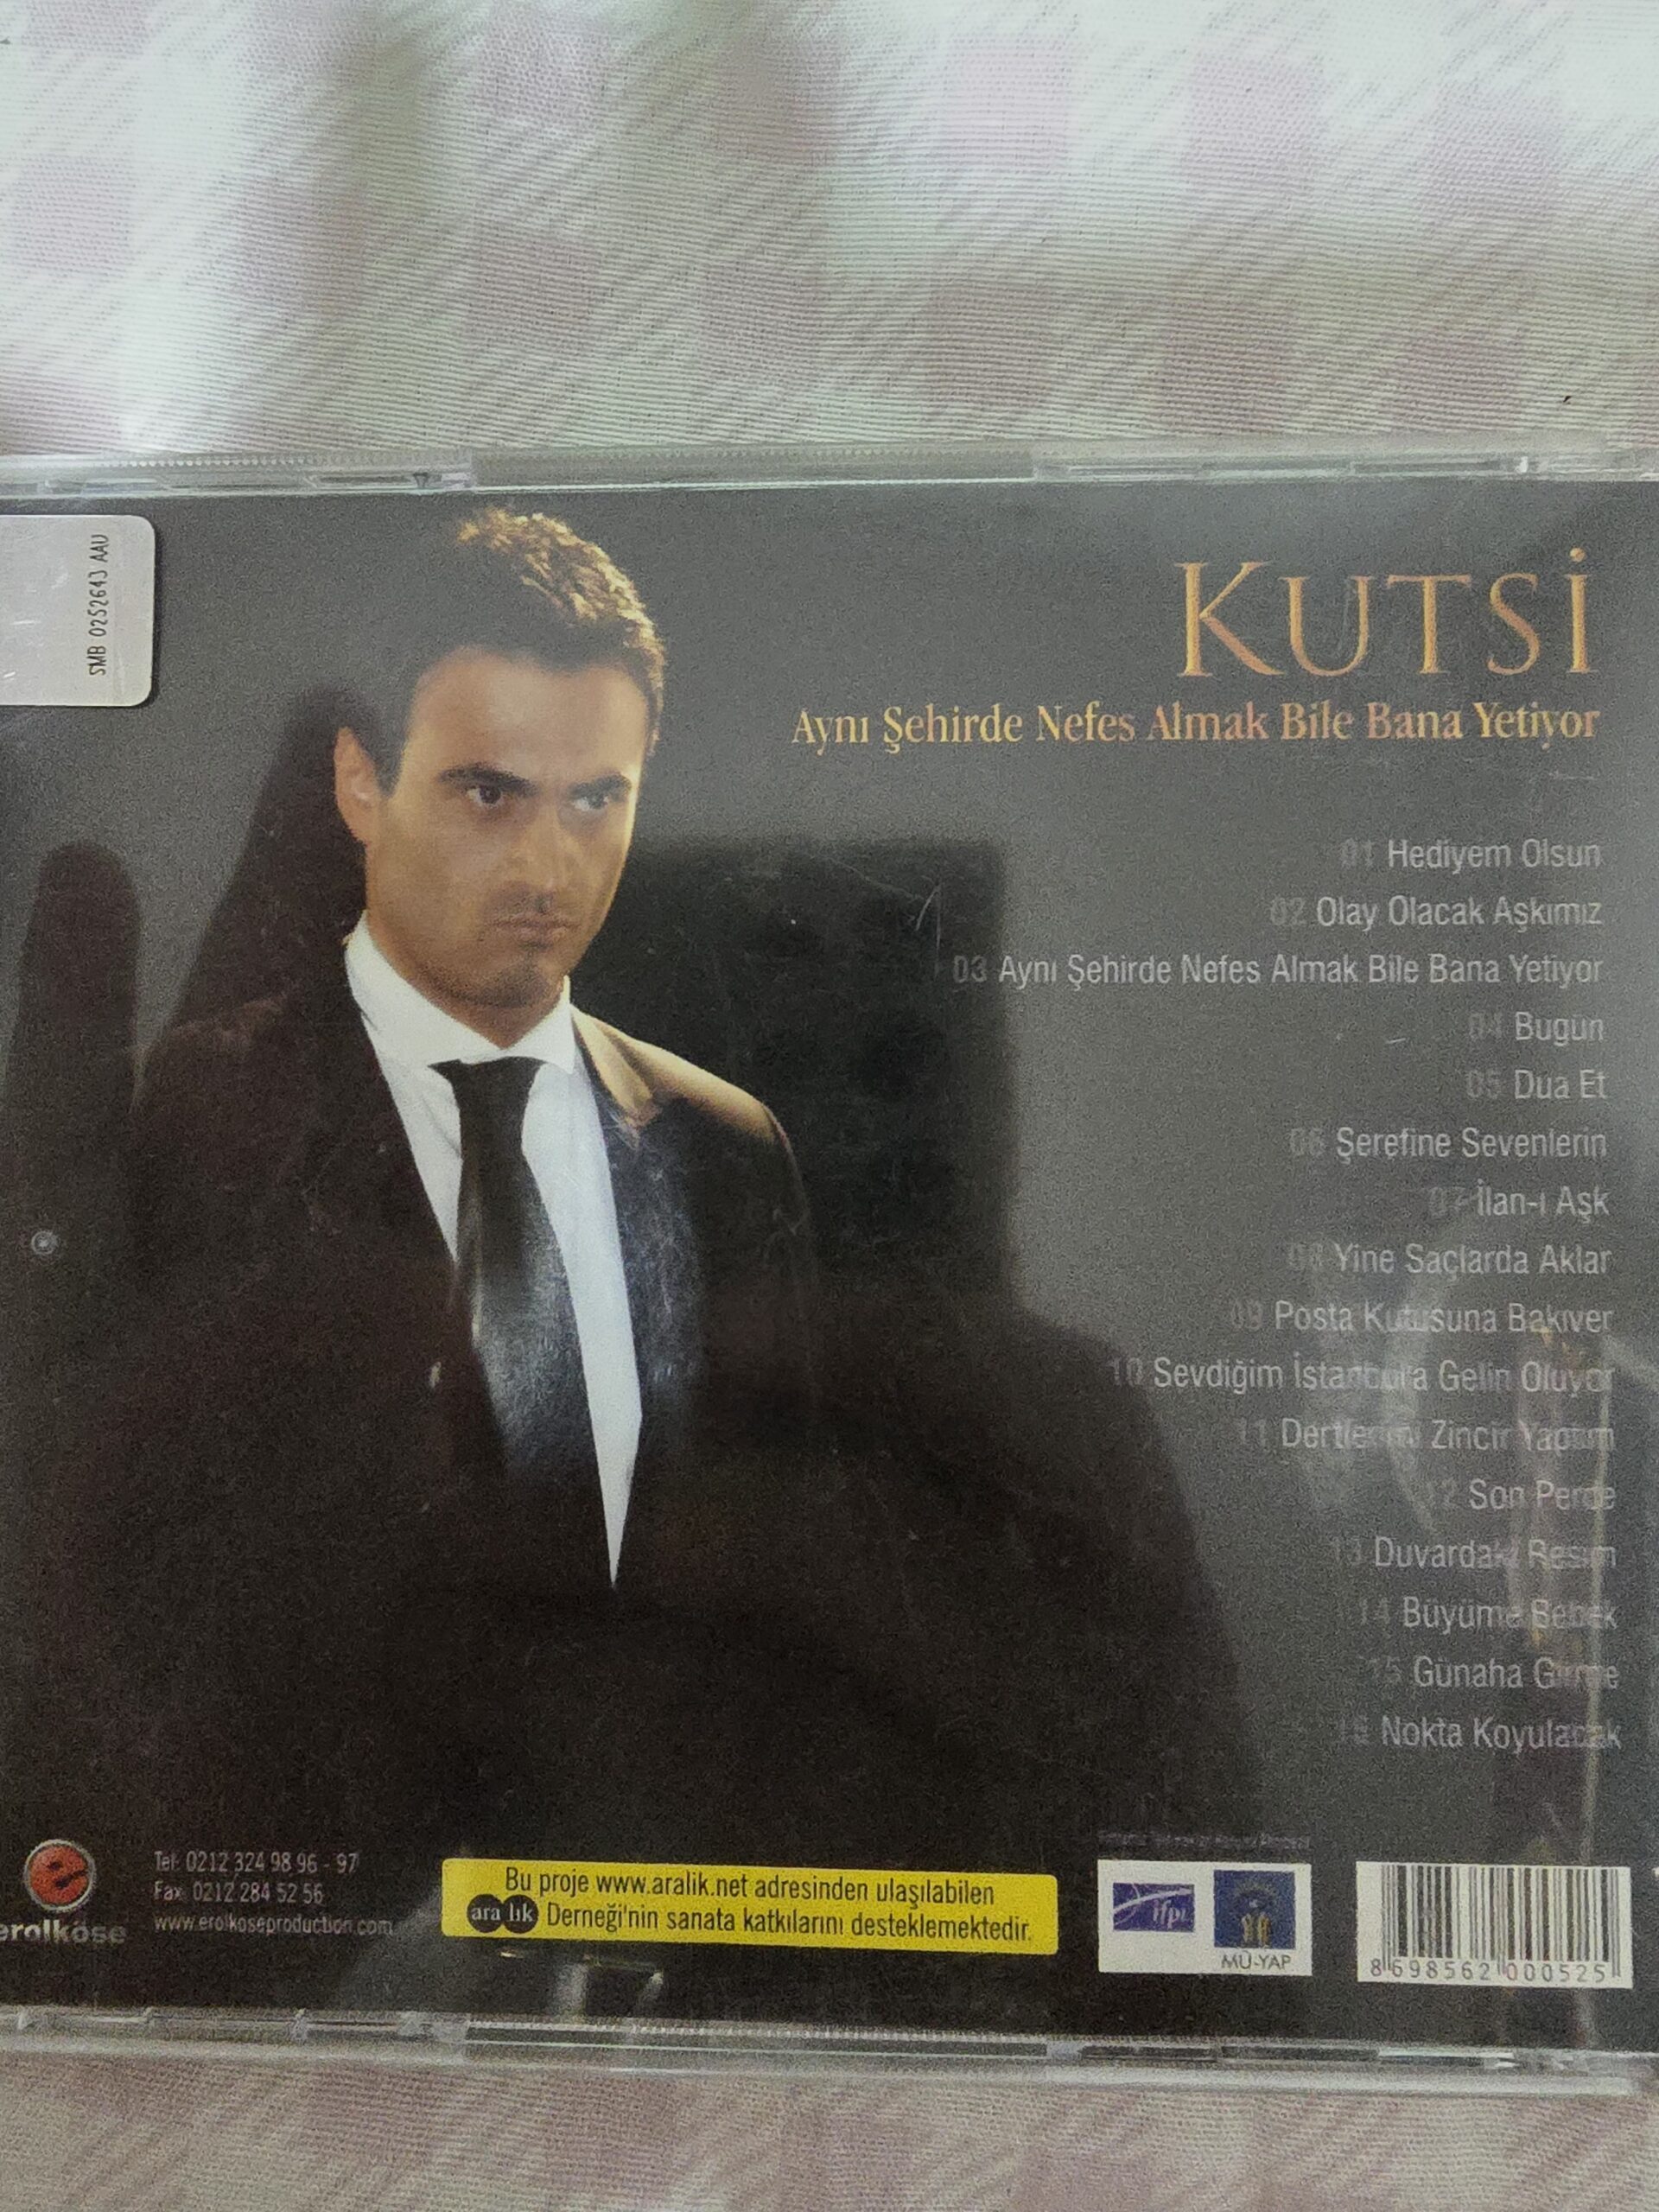 SMB 0252643 AAU
KUTSİ
Aynı Şehirde Nefes Almak Bile Bana Yetiyor
01 Hediyem Olsun
02 Olay Olacak Aşkımız
03 Aynı Şehirde Nefes Almak Bile Bana Yetiyor
04 Bugün
05 Dua Et
06 Şerefine Sevenlerin
07 İlan-ı Aşk
08 Yine Saçlarda Aklar
09 Posta Kutusuna Bakıver
10 Sevdiğim İstanbul'a Gelin Oluyor
11 Dertlerimi Zincir Yaptım
12 Son Perde
13 Duvardaki Resim
14 Büyüme Bebek
15 Günaha Girme
16 Nokta Koyulacak
erolköse
Tel: 0212 324 98 96 - 97
Fax: 0212 284 52 56
www.erolkoseproduction.com
Bu proje www.aralik.net adresinden ulaşılabilen
ara lık Derneği'nin sanata katkılarını desteklemektedir.
ifpi
MÜ-YAP
8 698562 000525